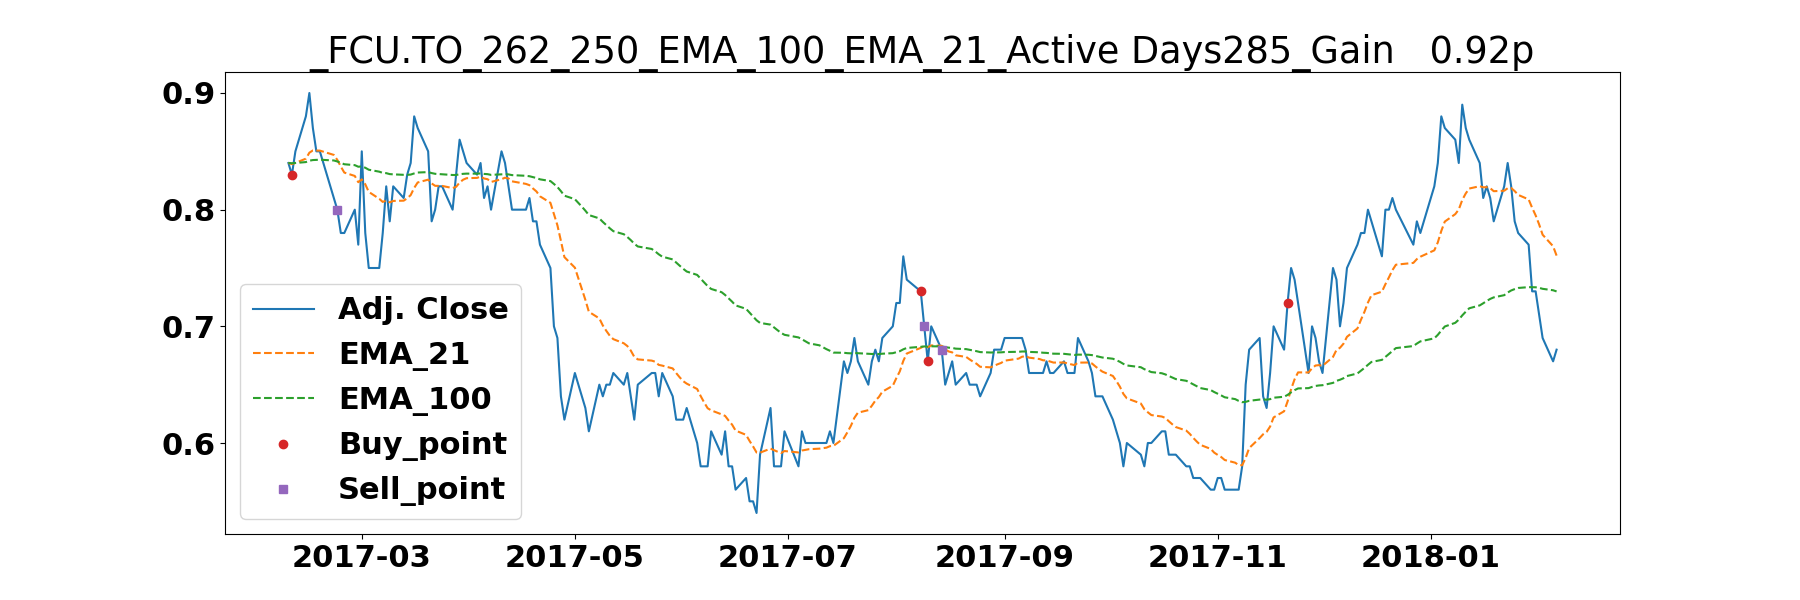 _FCU.TO_262_250_EMA_100_EMA_21_Active Days285_Gain   0.92p
0.9
0.8
0.7
0.6
Adj. Close
EMA_21
EMA_100
Buy_point
Sell_point
2017-03 2017-05 2017-07 2017-09 2017-11 2018-01